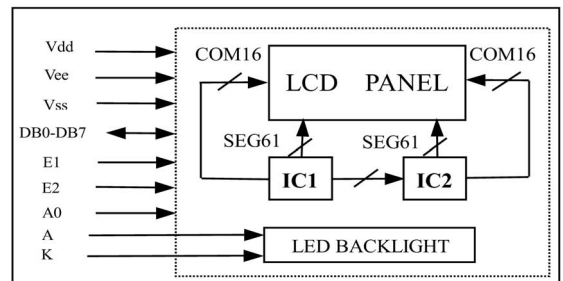 Vdd
Vee
Vss
DB0-DB7
E1
E2
A0
A
K
COM16
COM16
LCD PANEL
SEG61
SEG61
IC1
IC2
LED BACKLIGHT